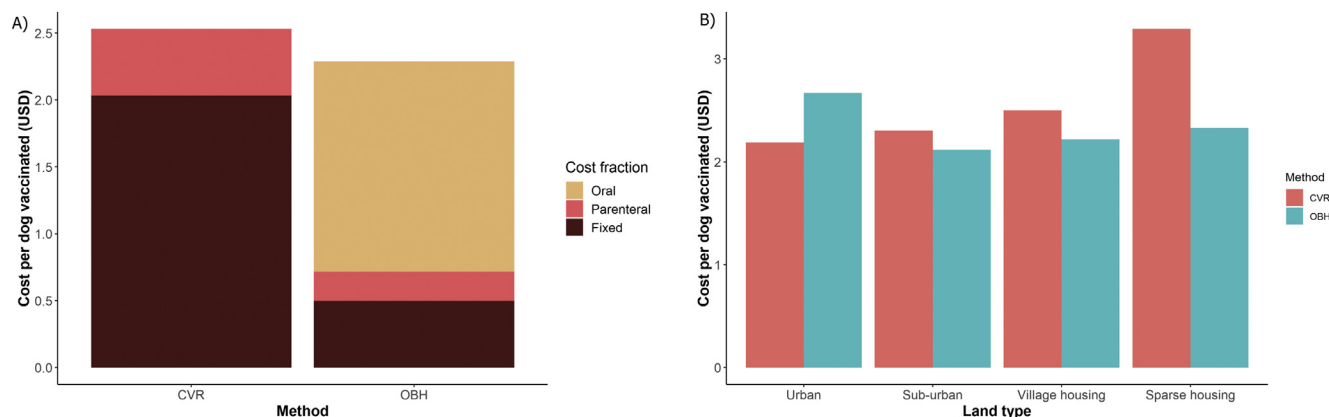 A)
Cost per dog vaccinated (USD)
2.5
2.0
1.5
1.0
0.5
0.0
CVR
OBH
Method
Cost fraction
Oral
Parenteral
Fixed
B)
Cost per dog vaccinated (USD)
3
2
1
0
Urban
Sub-urban
Village housing
Sparse housing
Land type
Method
CVR
OBH